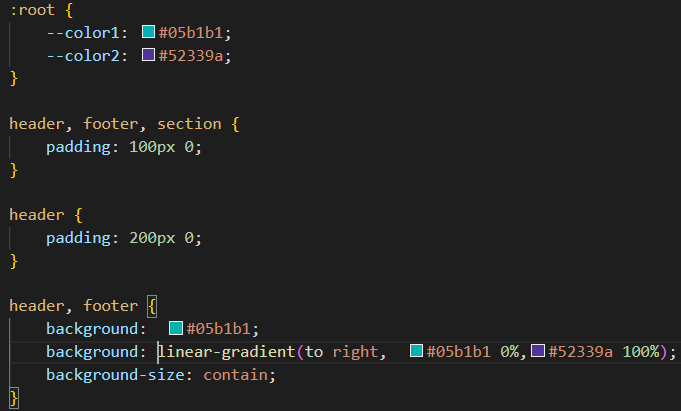 :root {
    --color1: #05b1b1;
    --color2: #52339a;
}

header, footer, section {
    padding: 100px 0;
}

header {
    padding: 200px 0;
}

header, footer {
    background:  #05b1b1;
    background: linear-gradient(to right,  #05b1b1 0%,#52339a 100%);
    background-size: contain;
}